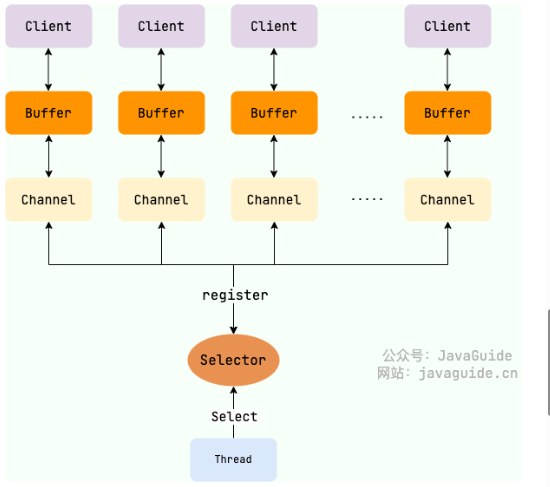 Client Client Client Client
Buffer Buffer Buffer ..... Buffer
Channel Channel Channel ..... Channel
register
Selector
公众号：JavaGuide
网站：javaguide.cn
Select
Thread